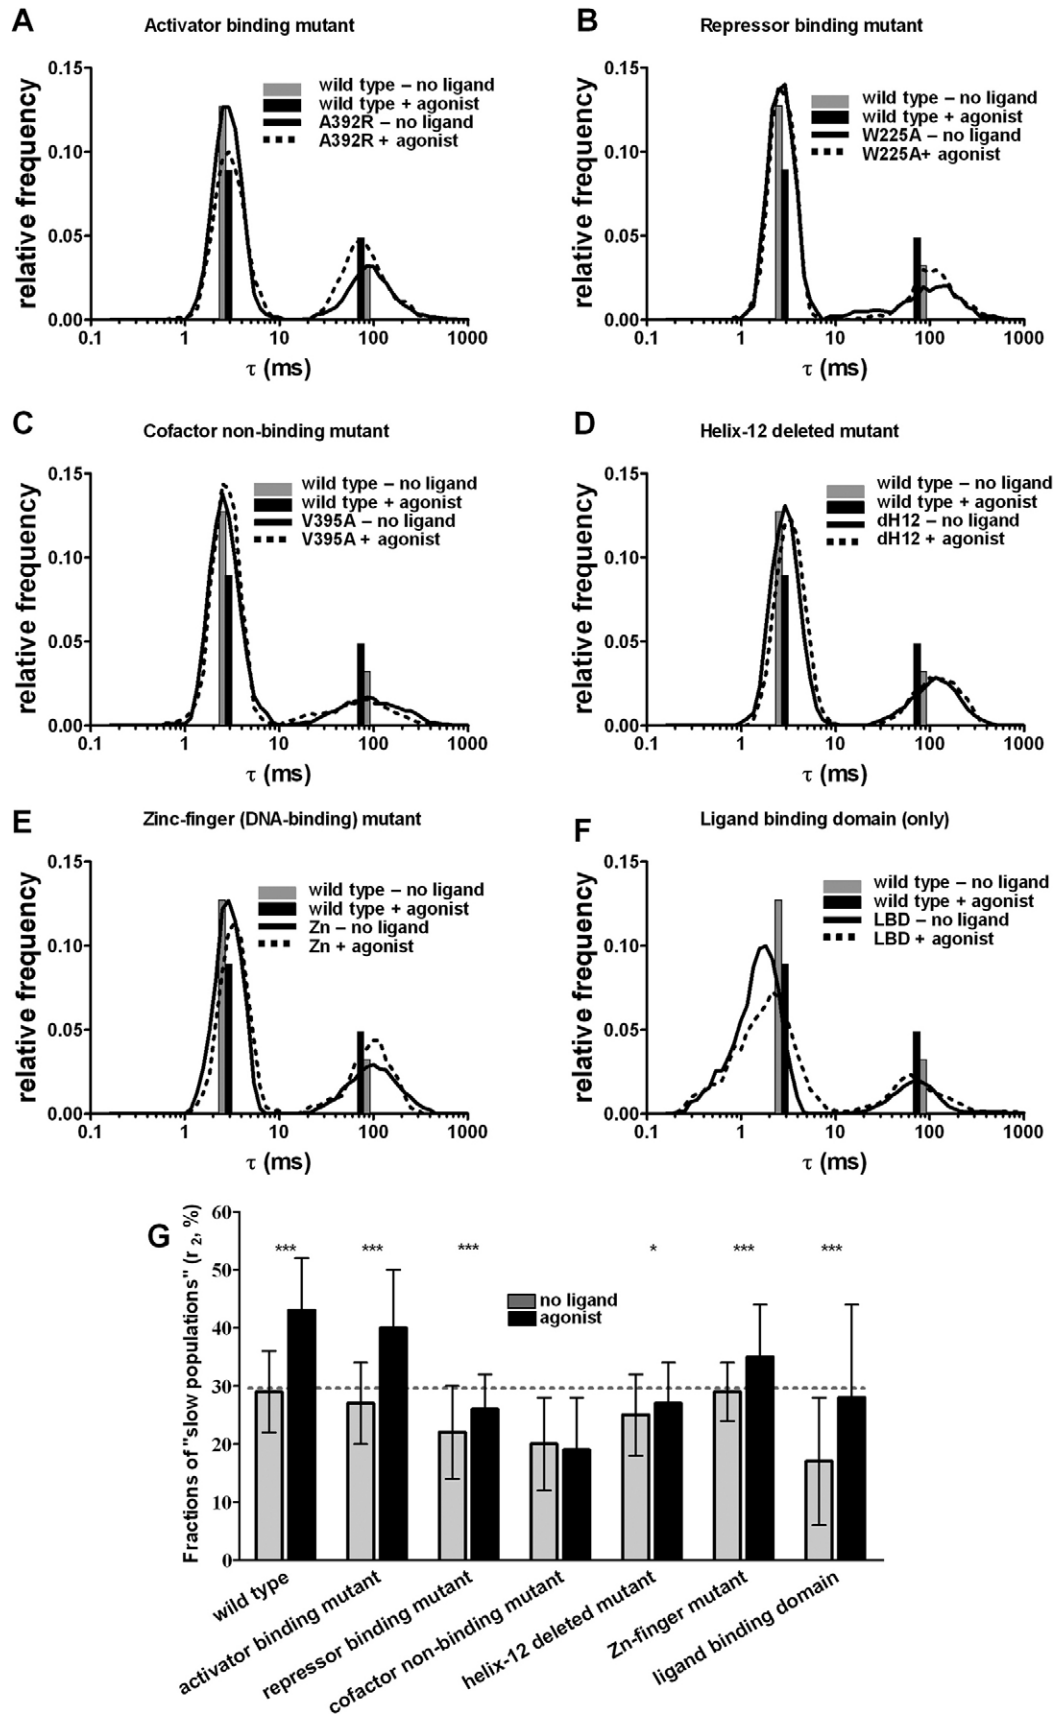 A
Activator binding mutant
relative frequency
0.15
0.10
0.05
0.00
wild type – no ligand
wild type + agonist
A392R – no ligand
A392R + agonist
0.1 1 10 100 1000
τ (ms)
B
Repressor binding mutant
relative frequency
0.15
0.10
0.05
0.00
wild type – no ligand
wild type + agonist
W225A – no ligand
W225A+ agonist
0.1 1 10 100 1000
τ (ms)
C
Cofactor non-binding mutant
relative frequency
0.15
0.10
0.05
0.00
wild type – no ligand
wild type + agonist
V395A – no ligand
V395A + agonist
0.1 1 10 100 1000
τ (ms)
D
Helix-12 deleted mutant
relative frequency
0.15
0.10
0.05
0.00
wild type – no ligand
wild type + agonist
dH12 – no ligand
dH12 + agonist
0.1 1 10 100 1000
τ (ms)
E
Zinc-finger (DNA-binding) mutant
relative frequency
0.15
0.10
0.05
0.00
wild type – no ligand
wild type + agonist
Zn – no ligand
Zn + agonist
0.1 1 10 100 1000
τ (ms)
F
Ligand binding domain (only)
relative frequency
0.15
0.10
0.05
0.00
wild type – no ligand
wild type + agonist
LBD – no ligand
LBD + agonist
0.1 1 10 100 1000
τ (ms)
G
Fractions of "slow populations" (r 2, %)
60
50
40
30
20
10
0
*** *** *** * *** ***
no ligand
agonist
wild type
activator binding mutant
repressor binding mutant
cofactor non-binding mutant
helix-12 deleted mutant
Zn-finger mutant
ligand binding domain